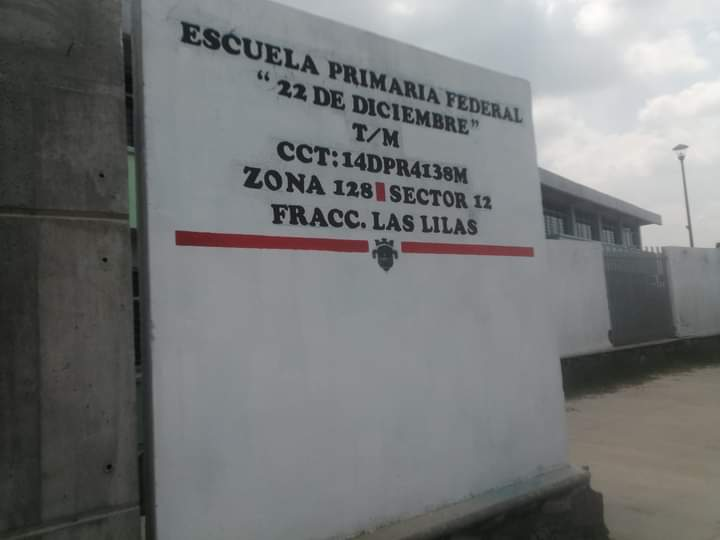 ESCUELA PRIMARIA FEDERAL
“ 22 DE DICIEMBRE”
T/M
CCT: 14DPR4138M
ZONA 128 SECTOR 12
FRACC. LAS LILAS